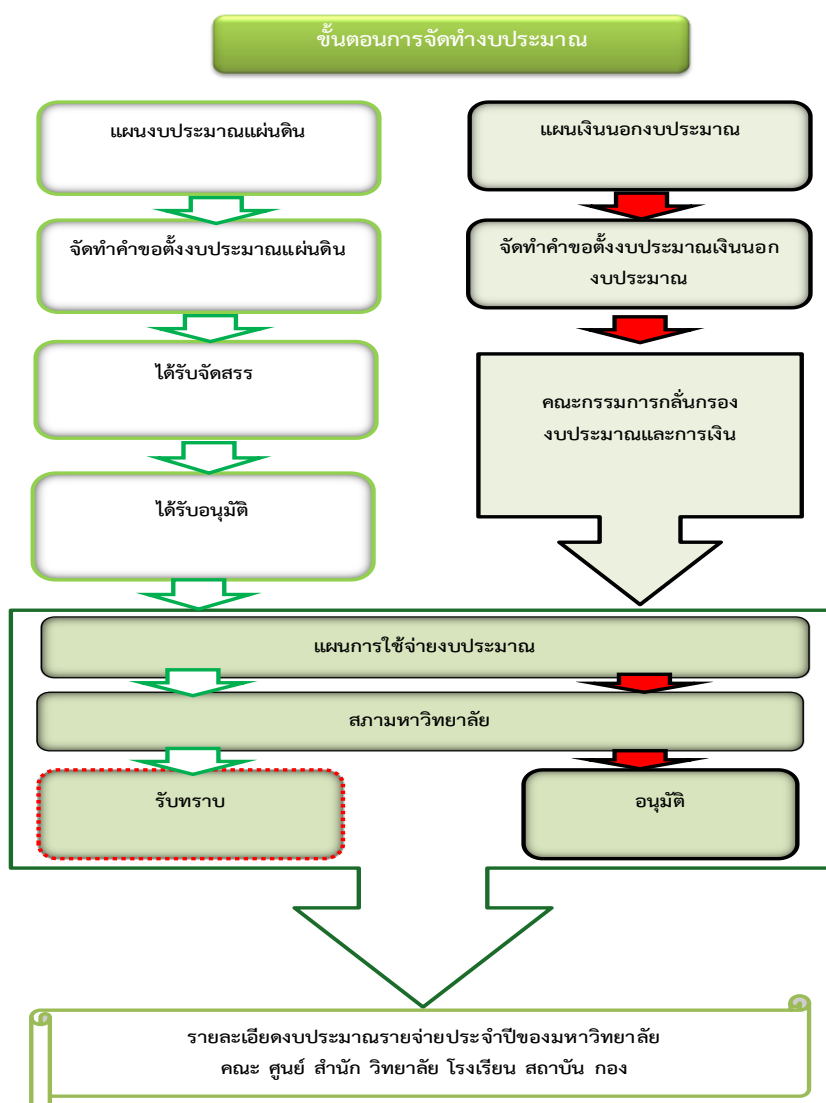 ขั้นตอนการจัดทำงบประมาณ
แผนงบประมาณแผ่นดิน
แผนเงินนอกงบประมาณ
จัดทำคำขอตั้งงบประมาณแผ่นดิน
จัดทำคำขอตั้งงบประมาณเงินนอก
งบประมาณ
ได้รับจัดสรร
คณะกรรมการกลั่นกรอง
งบประมาณและการเงิน
ได้รับอนุมัติ
แผนการใช้จ่ายงบประมาณ
สภามหาวิทยาลัย
รับทราบ
อนุมัติ
รายละเอียดงบประมาณรายจ่ายประจำปีของมหาวิทยาลัย
คณะ ศูนย์ สำนัก วิทยาลัย โรงเรียน สถาบัน กอง